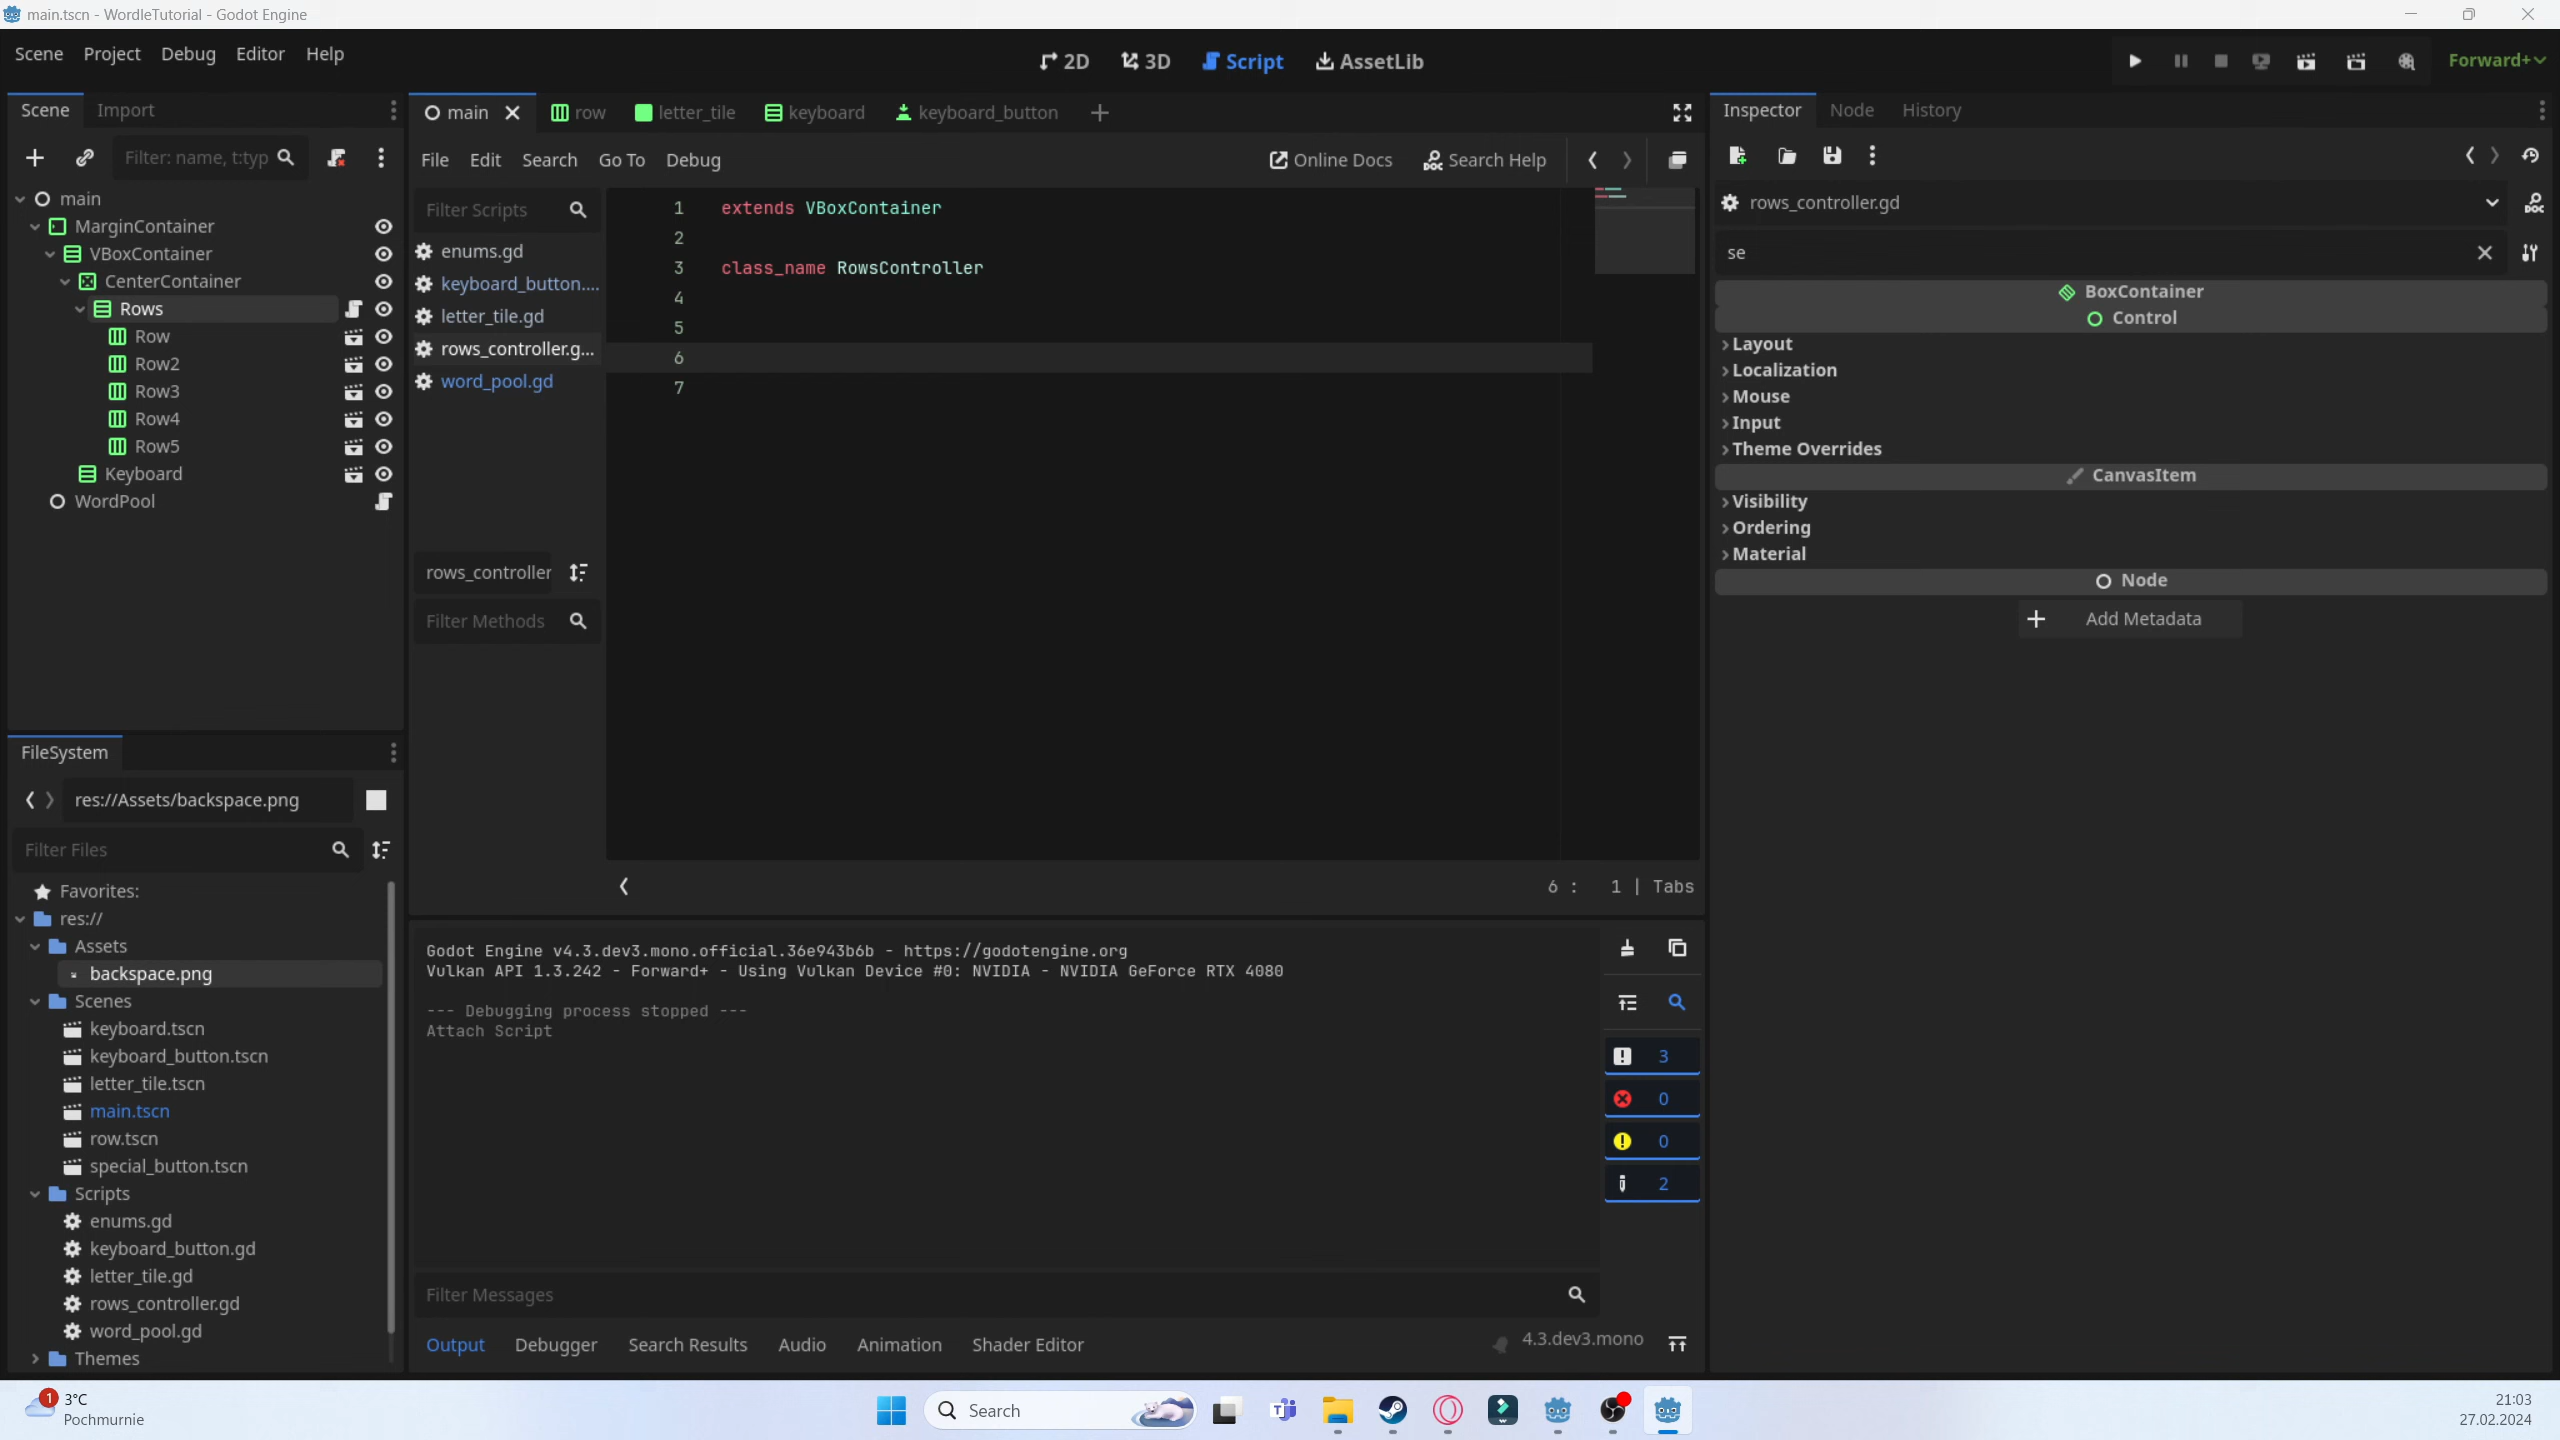 main.tscn - WordleTutorial - Godot Engine
Scene Project Debug Editor Help
2D 3D Script AssetLib
Forward+
Scene Import
main row letter_tile keyboard keyboard_button
Inspector Node History
Filter: name, t:typ
File Edit Search Go To Debug
Online Docs Search Help
main
MarginContainer
VBoxContainer
CenterContainer
Rows
Row
Row2
Row3
Row4
Row5
Keyboard
WordPool
Filter Scripts
enums.gd
keyboard_button....
letter_tile.gd
rows_controller.g...
word_pool.gd
rows_controller
Filter Methods
1 extends VBoxContainer
2
3 class_name RowsController
4
5
6
7
6 : 1 | Tabs
rows_controller.gd
se
BoxContainer
Control
Layout
Localization
Mouse
Input
Theme Overrides
CanvasItem
Visibility
Ordering
Material
Node
Add Metadata
FileSystem
res://Assets/backspace.png
Filter Files
Favorites:
res://
Assets
backspace.png
Scenes
keyboard.tscn
keyboard_button.tscn
letter_tile.tscn
main.tscn
row.tscn
special_button.tscn
Scripts
enums.gd
keyboard_button.gd
letter_tile.gd
rows_controller.gd
word_pool.gd
Themes
Godot Engine v4.3.dev3.mono.official.36e943b6b - https://godotengine.org
Vulkan API 1.3.242 - Forward+ - Using Vulkan Device #0: NVIDIA - NVIDIA GeForce RTX 4080
--- Debugging process stopped ---
Attach Script
3
0
0
2
Filter Messages
Output Debugger Search Results Audio Animation Shader Editor
4.3.dev3.mono
1
3°C
Pochmurnie
Search
21:03
27.02.2024